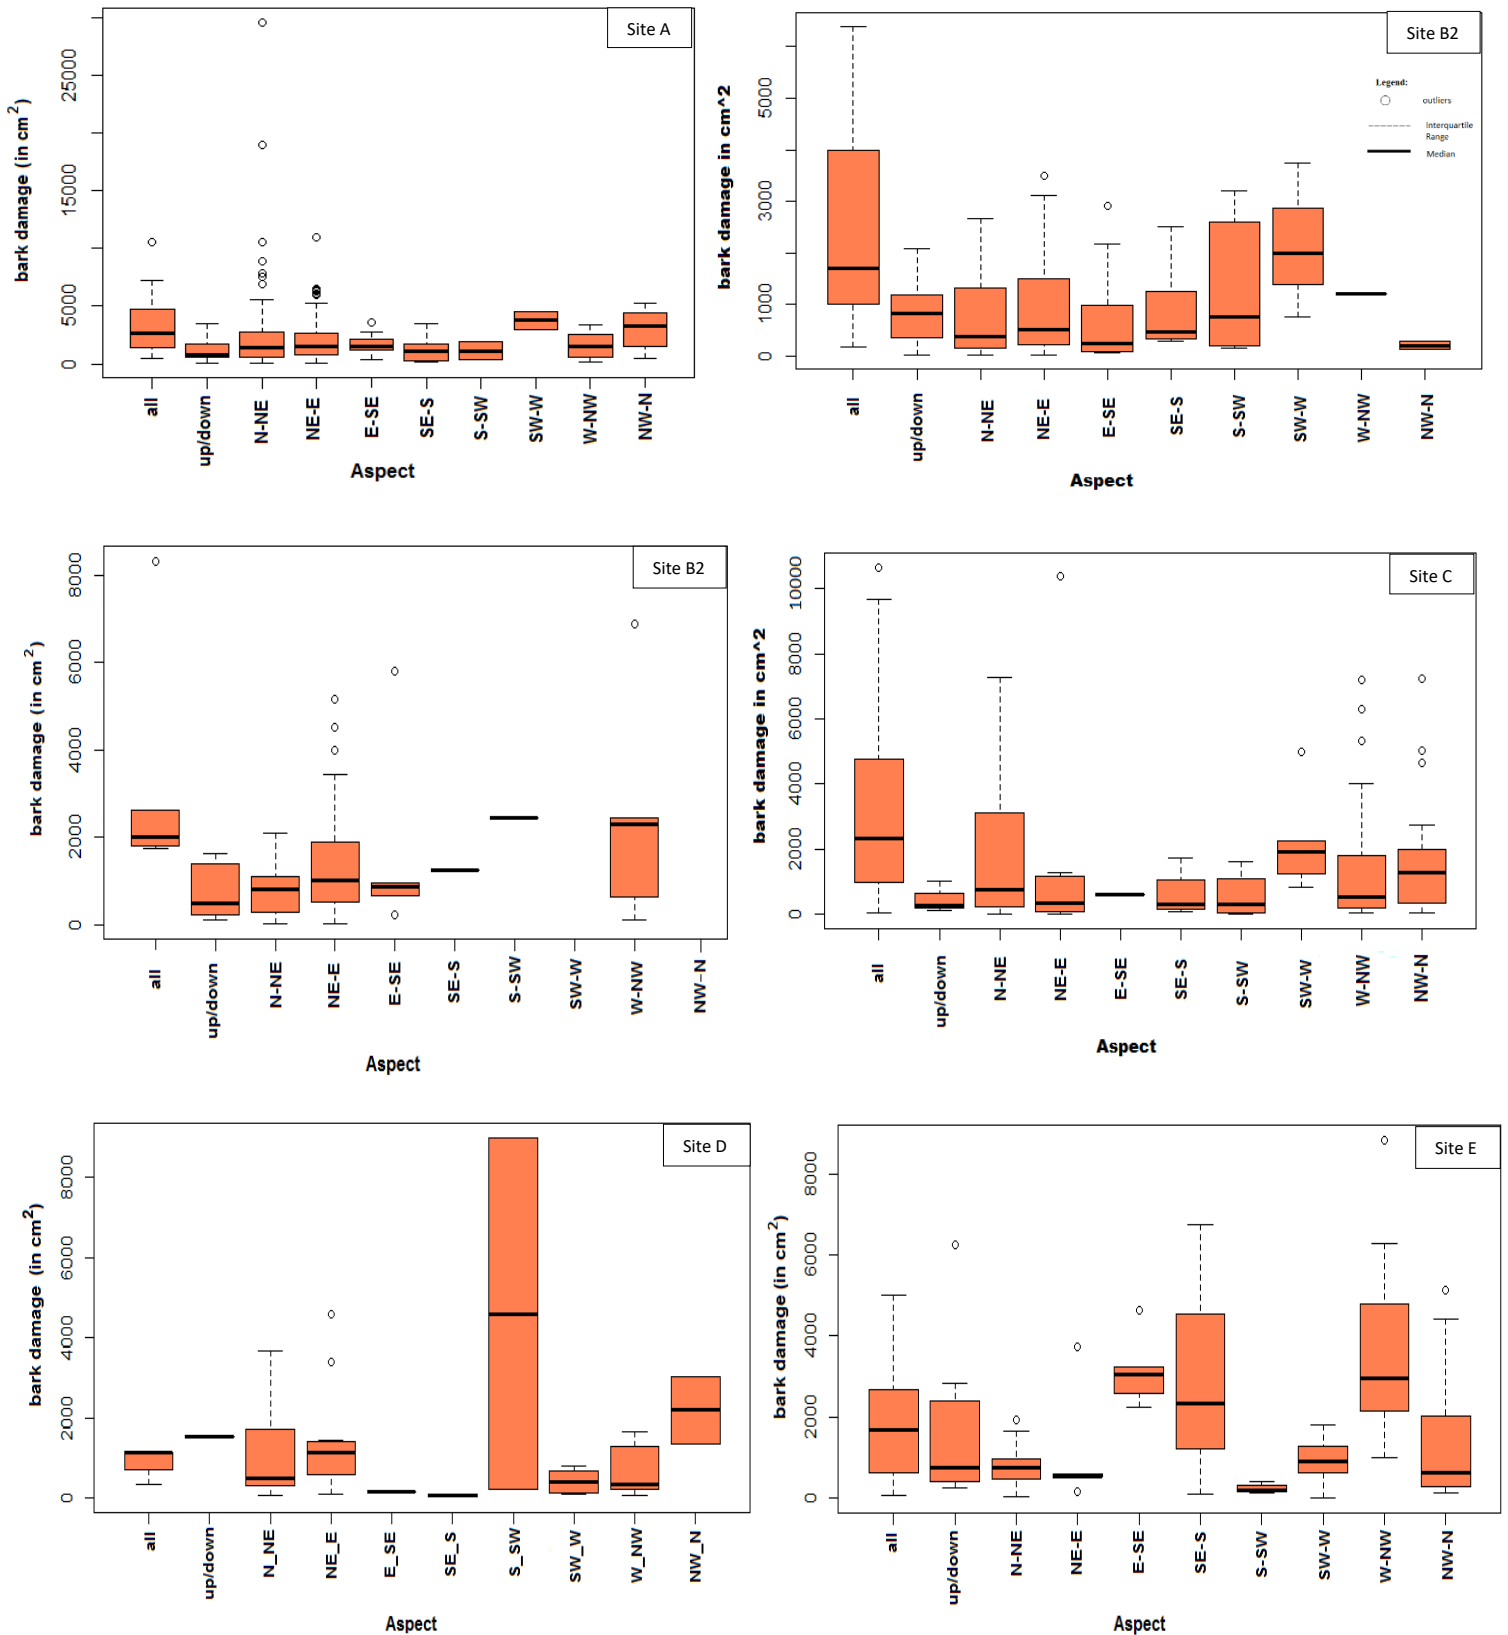 Site A
bark damage (in cm 2)
25000
15000
5000
0
all
up/down
N-NE
NE-E
E-SE
SE-S
S-SW
SW-W
W-NW
NW-N
Aspect
Site B2
Legend:
outliers
Interquartile
Range
Median
bark damage in cm^2
5000
3000
1000
0
all
up/down
N-NE
NE-E
E-SE
SE-S
S-SW
SW-W
W-NW
NW-N
Aspect
Site B2
bark damage (in cm 2)
8000
6000
4000
2000
0
all
up/down
N-NE
NE-E
E-SE
SE-S
S-SW
SW-W
W-NW
NW-N
Aspect
Site C
bark damage in cm^2
10000
8000
6000
4000
2000
0
all
up/down
N-NE
NE-E
E-SE
SE-S
S-SW
SW-W
W-NW
NW-N
Aspect
Site D
bark damage (in cm2)
8000
6000
4000
2000
0
all
up/down
N_NE
NE_E
E_SE
SE_S
S_SW
SW_W
W_NW
NW_N
Aspect
Site E
bark damage (in cm2)
8000
6000
4000
2000
0
all
up/down
N-NE
NE-E
E-SE
SE-S
S-SW
SW-W
W-NW
NW-N
Aspect